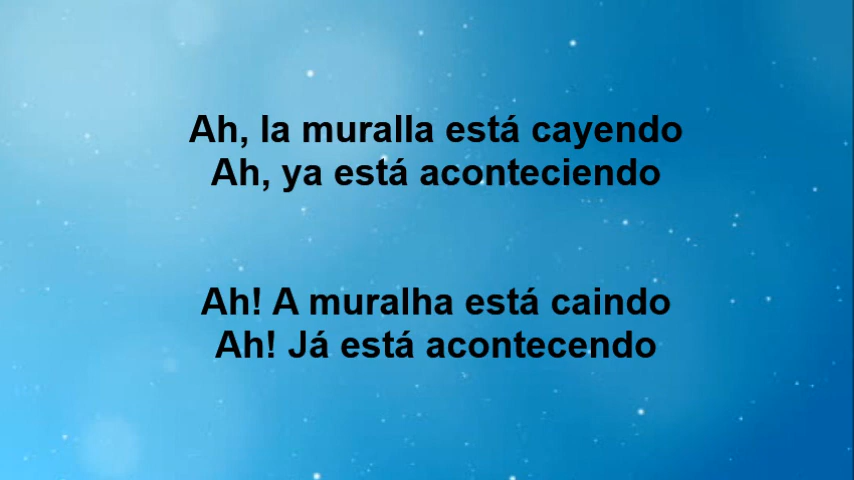 Ah, la muralla está cayendo
Ah, ya está aconteciendo
Ah! A muralha está caindo
Ah! Já está acontecendo